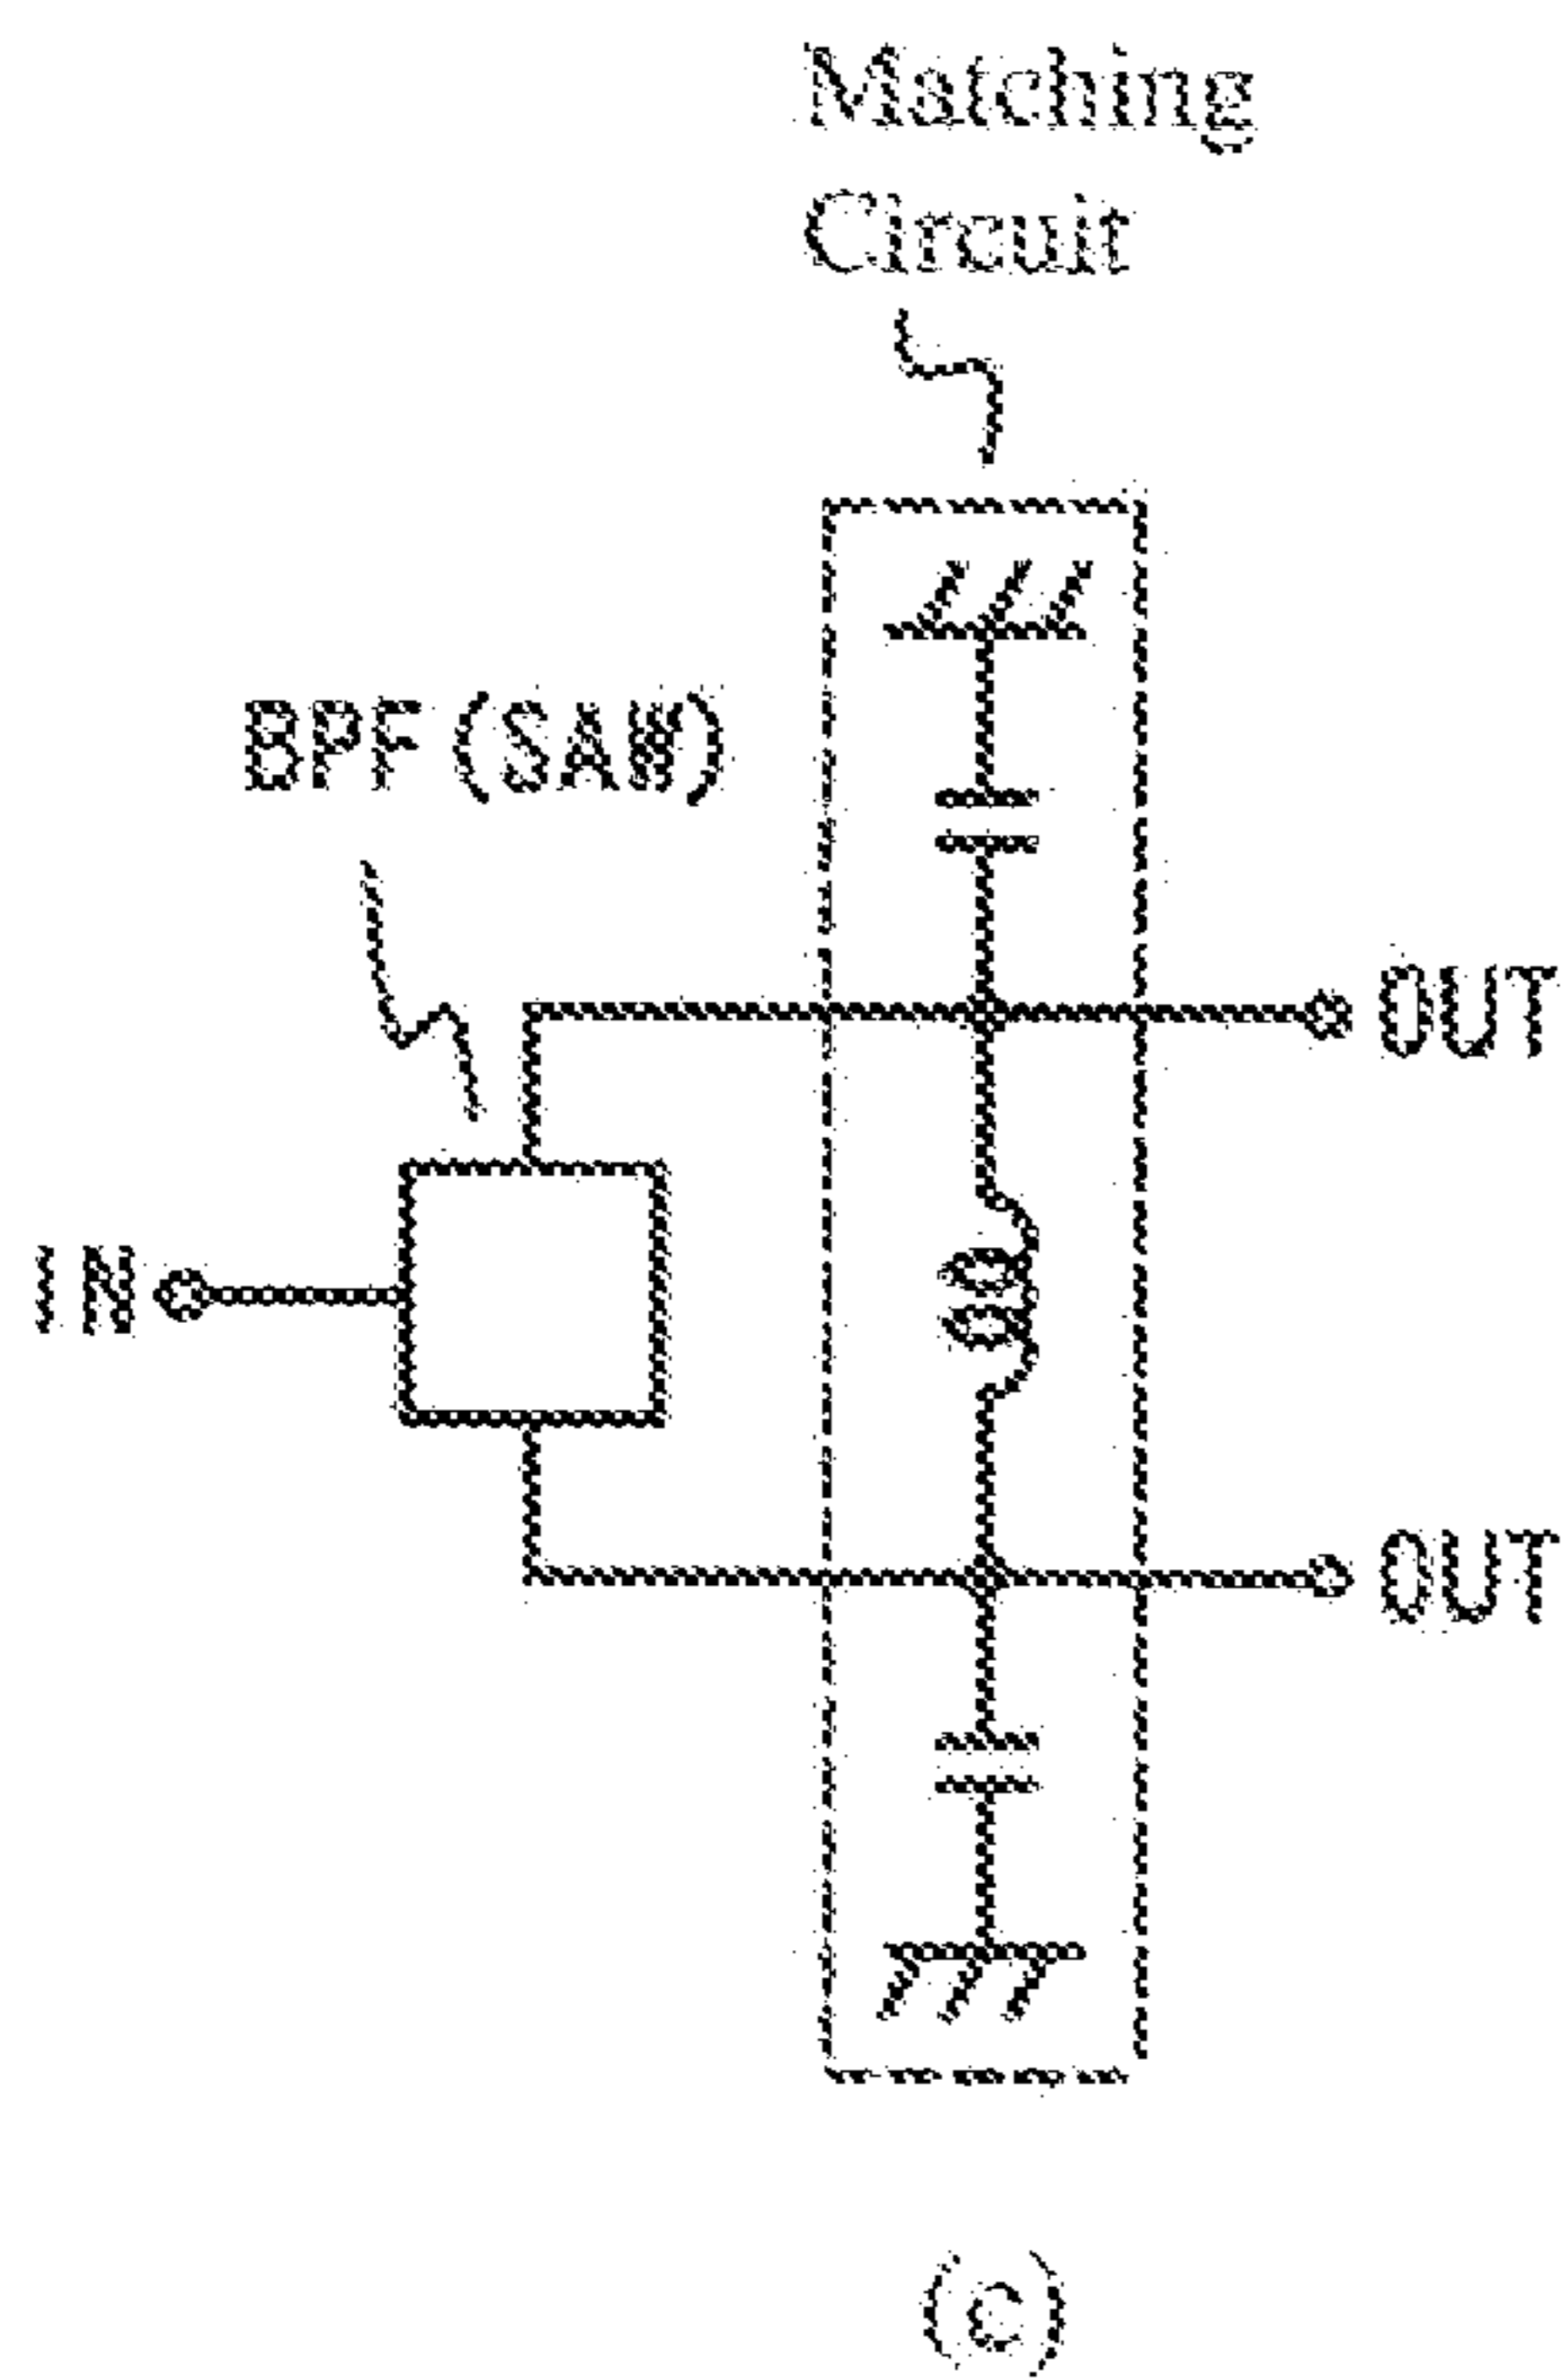 Matching
Circuit
BPF(SAW)
OUT
IN
OUT
(c)